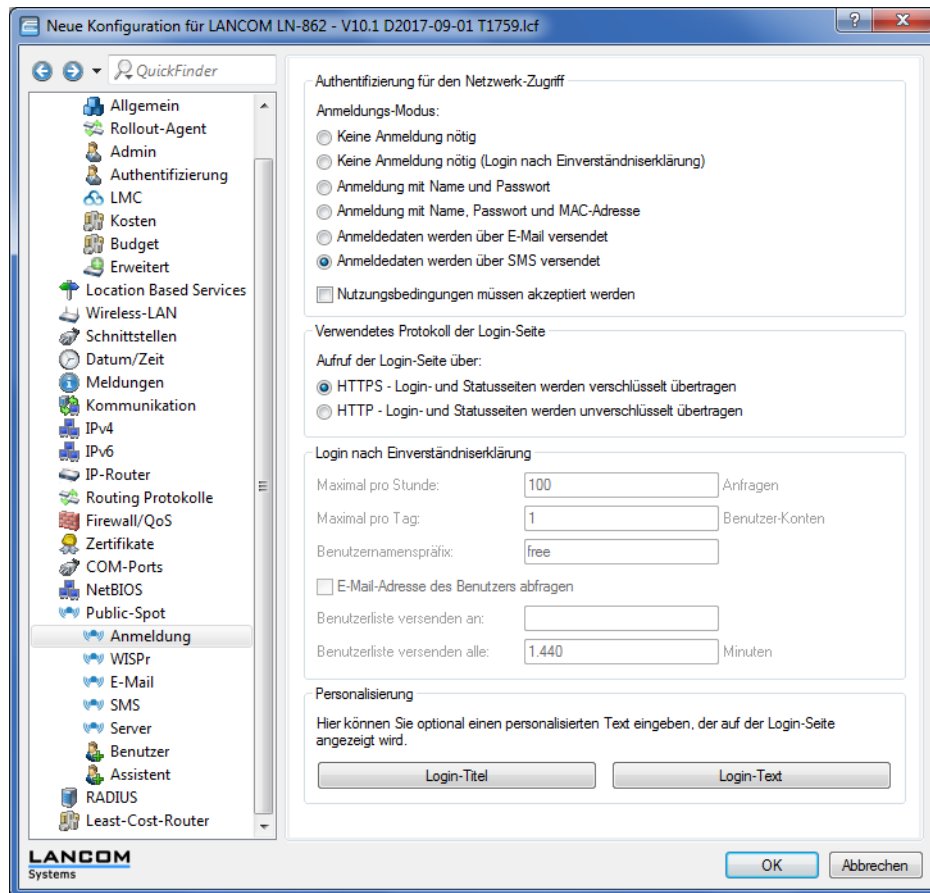 Neue Konfiguration für LANCOM LN-862 - V10.1 D2017-09-01 T1759.lcf
QuickFinder
Allgemein
Rollout-Agent
Admin
Authentifizierung
LMC
Kosten
Budget
Erweitert
Location Based Services
Wireless-LAN
Schnittstellen
Datum/Zeit
Meldungen
Kommunikation
IPv4
IPv6
IP-Router
Routing Protokolle
Firewall/QoS
Zertifikate
COM-Ports
NetBIOS
Public-Spot
Anmeldung
WISPr
E-Mail
SMS
Server
Benutzer
Assistent
RADIUS
Least-Cost-Router
Authentifizierung für den Netzwerk-Zugriff
Anmeldungs-Modus:
Keine Anmeldung nötig
Keine Anmeldung nötig (Login nach Einverständniserklärung)
Anmeldung mit Name und Passwort
Anmeldung mit Name, Passwort und MAC-Adresse
Anmeldedaten werden über E-Mail versendet
Anmeldedaten werden über SMS versendet
Nutzungsbedingungen müssen akzeptiert werden
Verwendetes Protokoll der Login-Seite
Aufruf der Login-Seite über:
HTTPS - Login- und Statusseiten werden verschlüsselt übertragen
HTTP - Login- und Statusseiten werden unverschlüsselt übertragen
Login nach Einverständniserklärung
Maximal pro Stunde: 100 Anfragen
Maximal pro Tag: 1 Benutzer-Konten
Benutzernamenspräfix: free
E-Mail-Adresse des Benutzers abfragen
Benutzerliste versenden an:
Benutzerliste versenden alle: 1.440 Minuten
Personalisierung
Hier können Sie optional einen personalisierten Text eingeben, der auf der Login-Seite
angezeigt wird.
Login-Titel Login-Text
LANCOM
Systems
OK Abbrechen